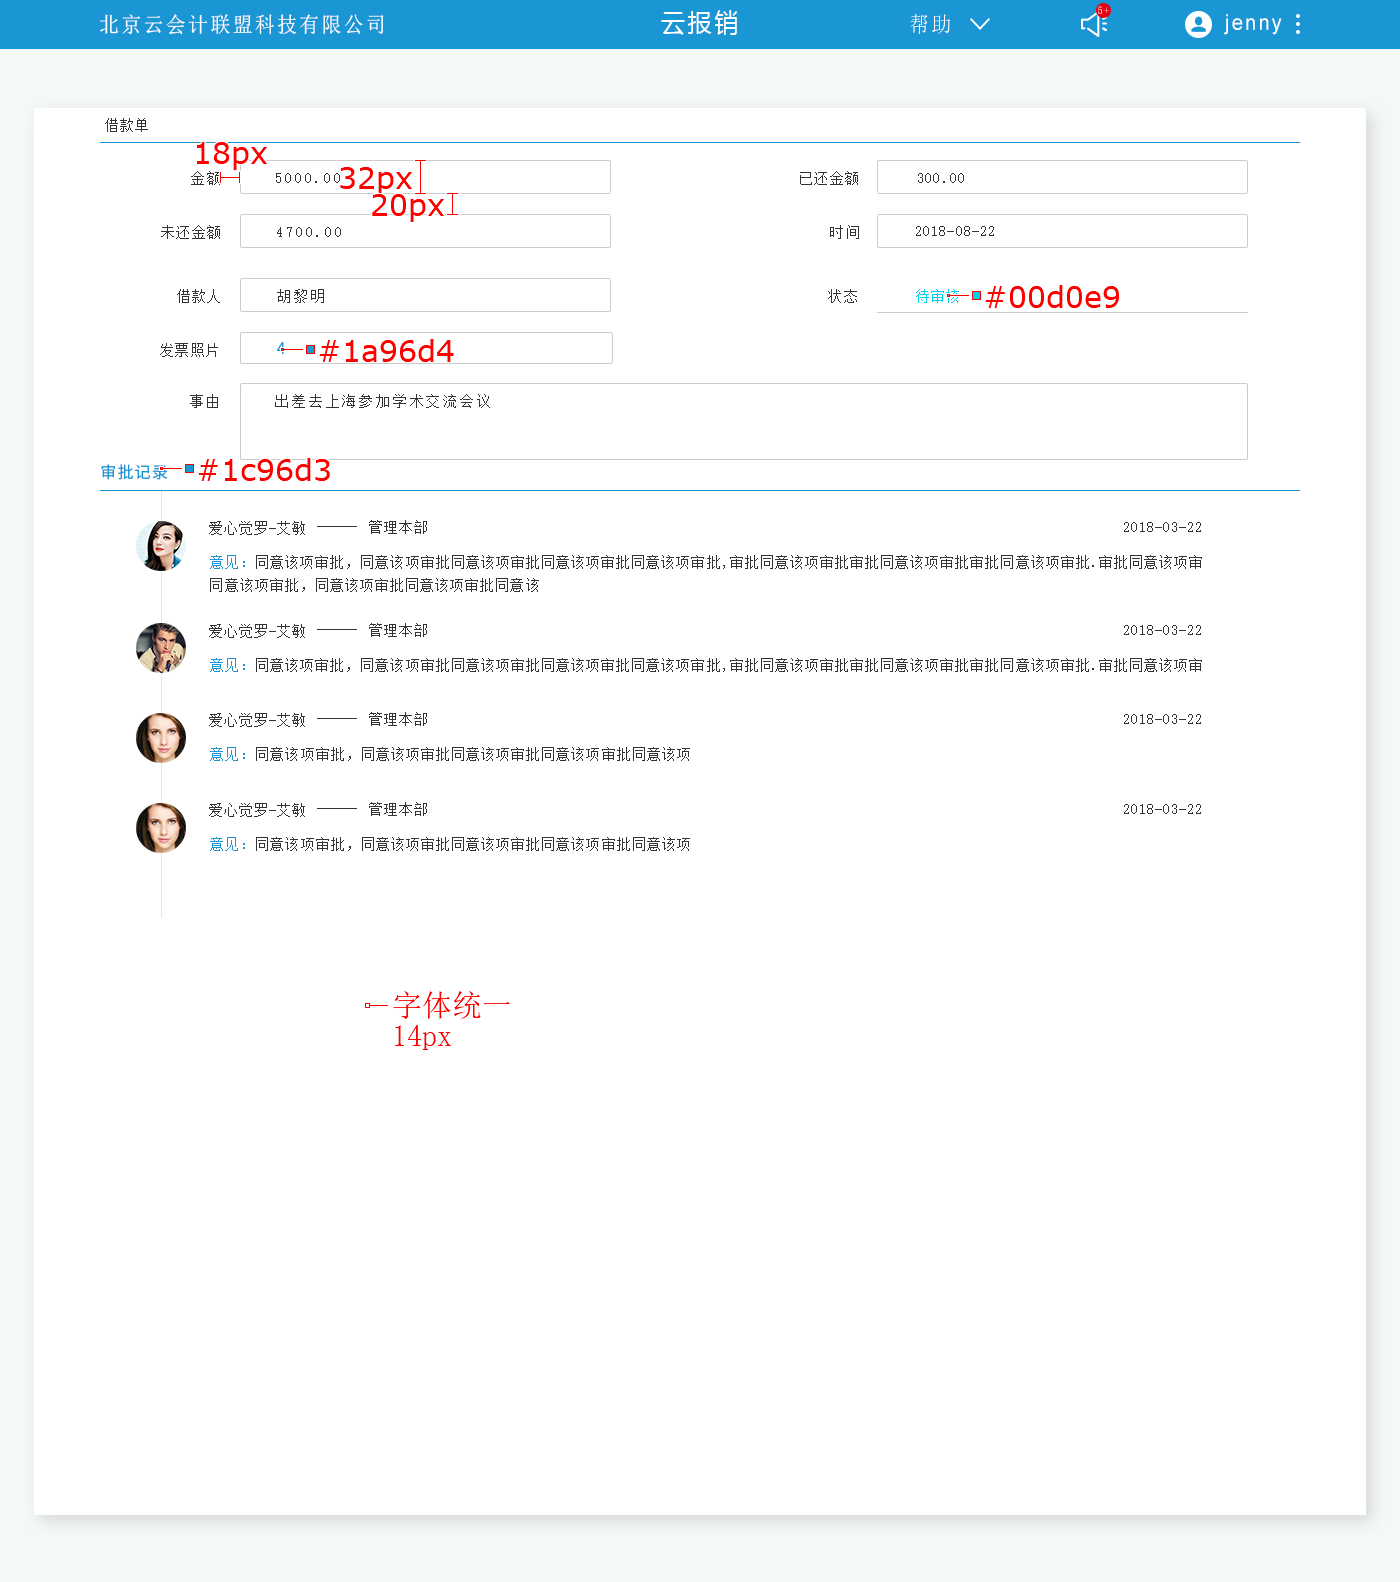 北京云会计联盟科技有限公司 云报销 帮助 5+ jenny
借款单
18px
金额 5000.00 32px 已还金额 300.00
20px
未还金额 4700.00 时间 2018-08-22
借款人 胡黎明 状态 待审核 #00d0e9
发票照片 4 #1a96d4
事由 出差去上海参加学术交流会议
审批记录 #1c96d3
爱心觉罗-艾敏 —— 管理本部 2018-03-22
意见：同意该项审批，同意该项审批同意该项审批同意该项审批同意该项审批,审批同意该项审批审批同意该项审批审批同意该项审批.审批同意该项审
同意该项审批，同意该项审批同意该项审批同意该
爱心觉罗-艾敏 —— 管理本部 2018-03-22
意见：同意该项审批，同意该项审批同意该项审批同意该项审批同意该项审批,审批同意该项审批审批同意该项审批审批同意该项审批.审批同意该项审
爱心觉罗-艾敏 —— 管理本部 2018-03-22
意见：同意该项审批，同意该项审批同意该项审批同意该项审批同意该项
爱心觉罗-艾敏 —— 管理本部 2018-03-22
意见：同意该项审批，同意该项审批同意该项审批同意该项审批同意该项
字体统一
14px